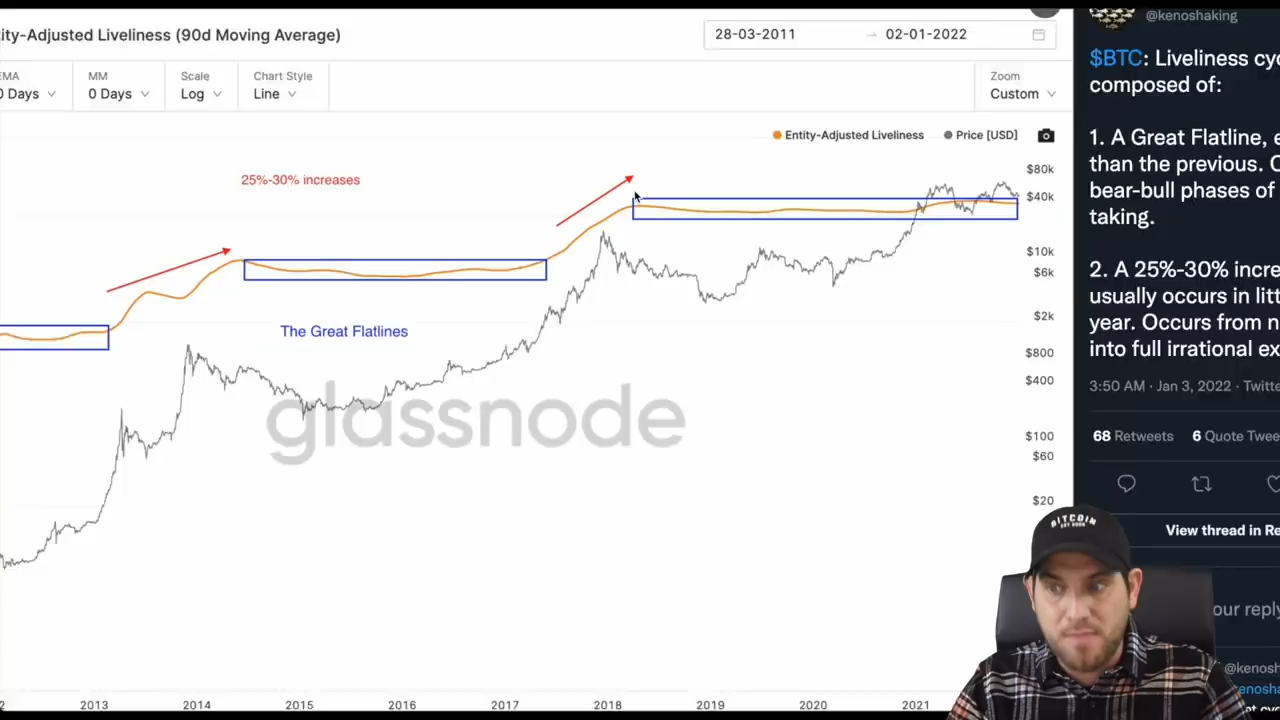 ity-Adjusted Liveliness (90d Moving Average)
28-03-2011 → 02-01-2022
EMA
0 Days
MM
0 Days
Scale
Log
Chart Style
Line
Zoom
Custom
Entity-Adjusted Liveliness
Price [USD]
25%-30% increases
The Great Flatlines
glassnode
$80k
$40k
$10k
$6k
$2k
$800
$400
$100
$60
$20
2 2013 2014 2015 2016 2017 2018 2019 2020 2021
@kenoshaking
$BTC: Liveliness cyc
composed of:
1. A Great Flatline, e
than the previous. C
bear-bull phases of
taking.
2. A 25%-30% incre
usually occurs in litt
year. Occurs from n
into full irrational ex
3:50 AM · Jan 3, 2022 · Twitte
68 Retweets 6 Quote Twee
View thread in Re
our reply
@kenosh
enosha
BITCOIN